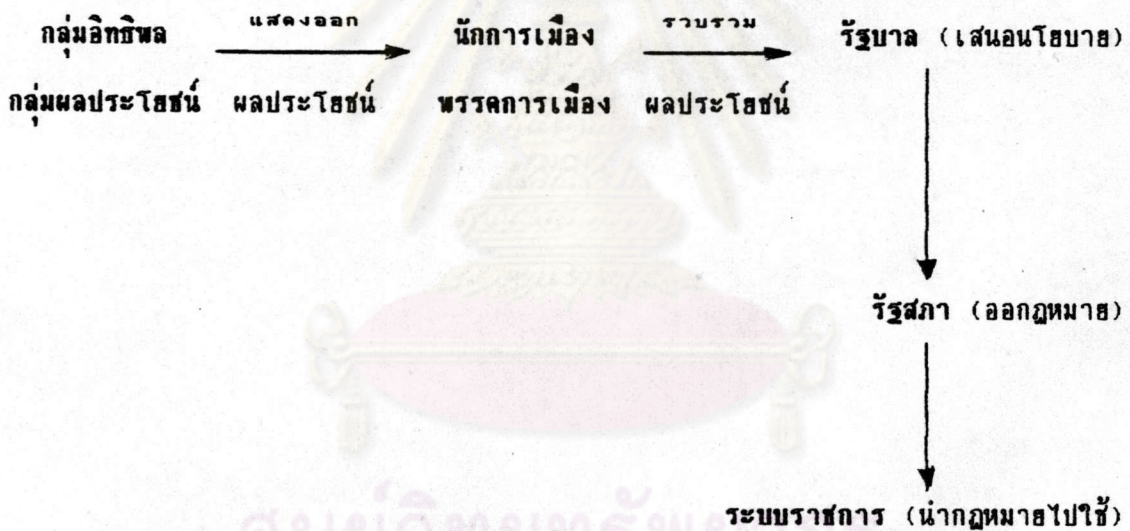 กลุ่มอิทธิพล แสดงออก นักการเมือง รวบรวม รัฐบาล (เสนอนโยบาย)
กลุ่มผลประโยชน์ ผลประโยชน์ พรรคการเมือง ผลประโยชน์
รัฐสภา (ออกกฎหมาย)
ระบบราชการ (นำกฎหมายไปใช้)